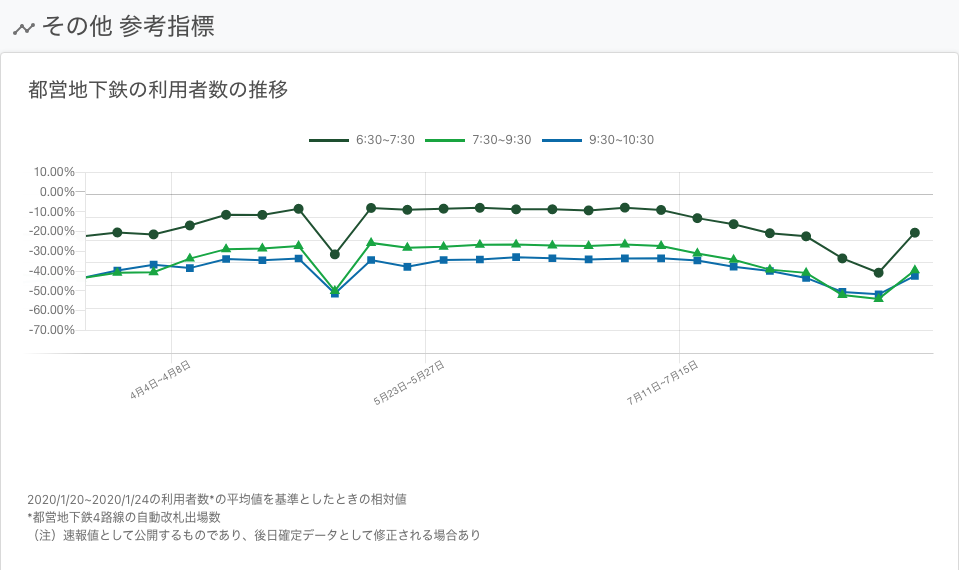 その他 参考指標
都営地下鉄の利用者数の推移
6:30~7:30 7:30~9:30 9:30~10:30
10.00%
0.00%
-10.00%
-20.00%
-30.00%
-40.00%
-50.00%
-60.00%
-70.00%
4月4日~4月8日
5月23日~5月27日
7月11日~7月15日
2020/1/20~2020/1/24の利用者数*の平均値を基準としたときの相対値
*都営地下鉄4路線の自動改札出場数
（注）速報値として公開するものであり、後日確定データとして修正される場合あり